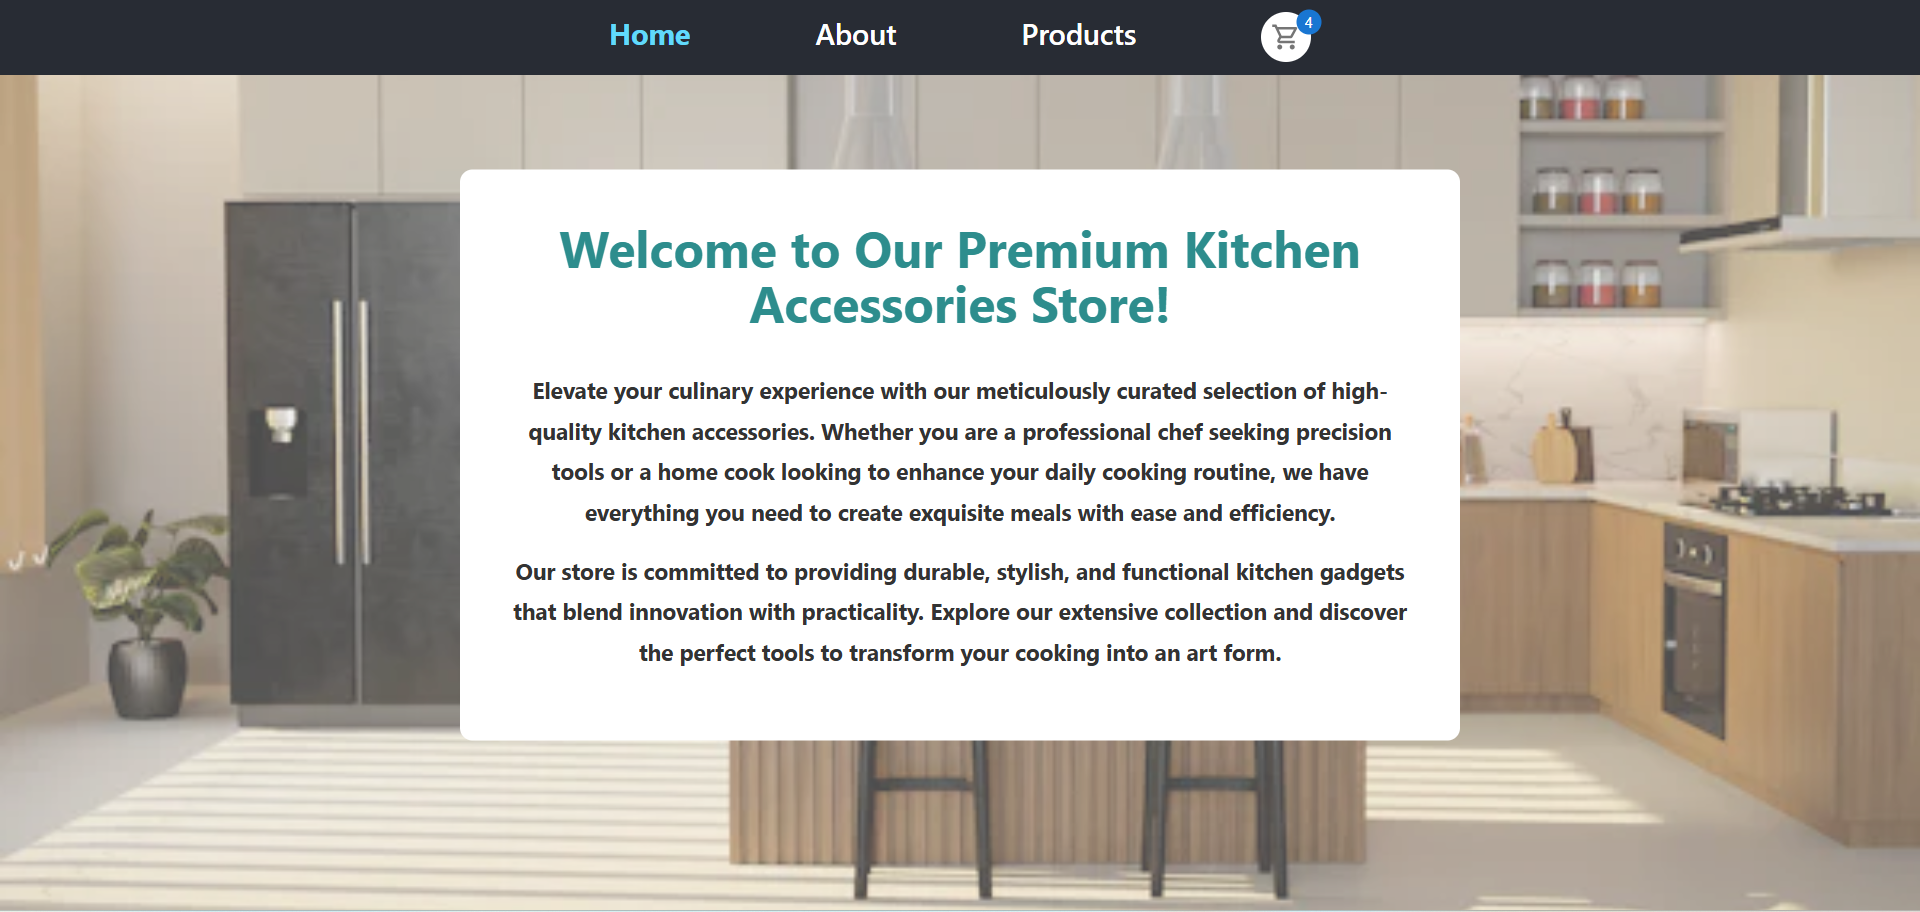 Home About Products 4
Welcome to Our Premium Kitchen
Accessories Store!
Elevate your culinary experience with our meticulously curated selection of high-
quality kitchen accessories. Whether you are a professional chef seeking precision
tools or a home cook looking to enhance your daily cooking routine, we have
everything you need to create exquisite meals with ease and efficiency.
Our store is committed to providing durable, stylish, and functional kitchen gadgets
that blend innovation with practicality. Explore our extensive collection and discover
the perfect tools to transform your cooking into an art form.